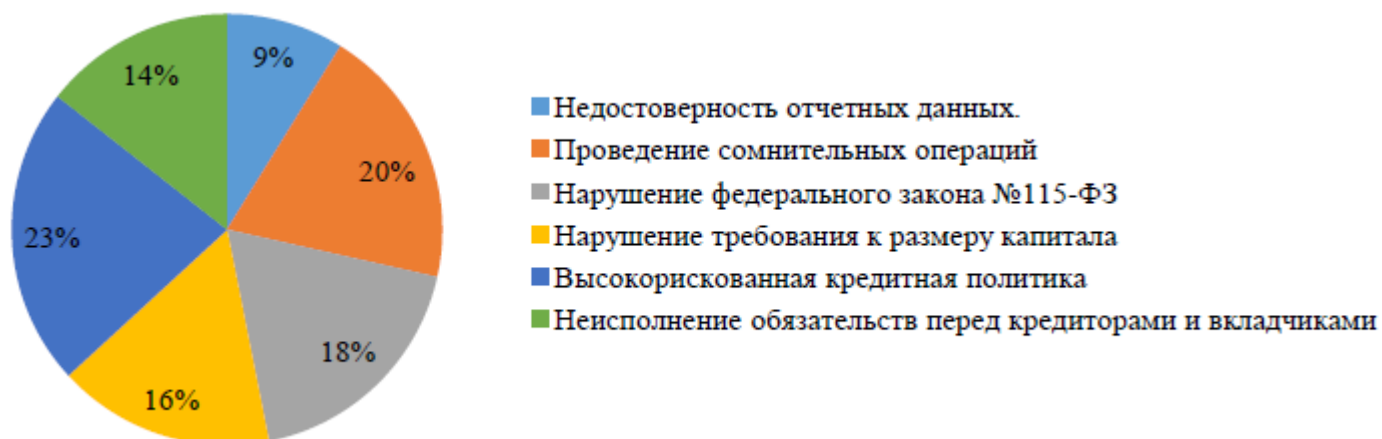 9%
14%
20%
23%
18%
16%
Недостоверность отчетных данных.
Проведение сомнительных операций
Нарушение федерального закона №115-ФЗ
Нарушение требования к размеру капитала
Высокорискованная кредитная политика
Неисполнение обязательств перед кредиторами и вкладчиками